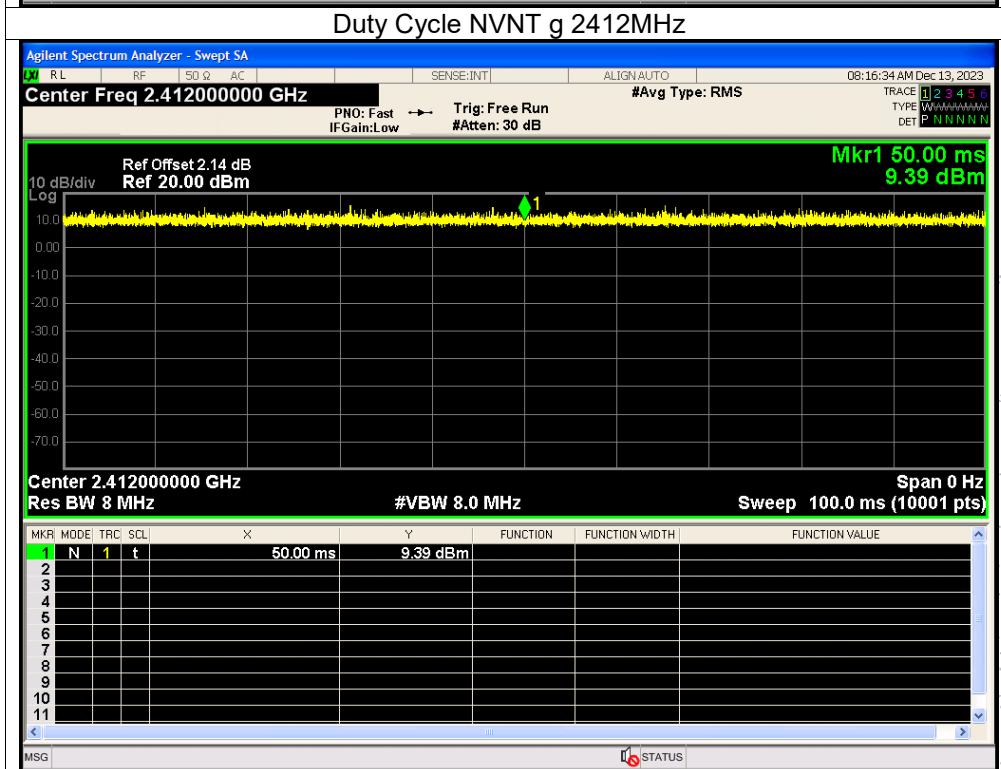 Duty Cycle NVNT g 2412MHz
Agilent Spectrum Analyzer - Swept SA
LXI RL RF 50 Ω AC SENSE:INT ALIGN AUTO 08:16:34 AM Dec 13, 2023
Center Freq 2.412000000 GHz #Avg Type: RMS TRACE 1 2 3 4 5 6
PNO: Fast Trig: Free Run TYPE WWWWWW
IFGain:Low #Atten: 30 dB DET P N N N N N
Mkr1 50.00 ms
Ref Offset 2.14 dB
10 dB/div Ref 20.00 dBm 9.39 dBm
Log
1
10.0
0.00
-10.0
-20.0
-30.0
-40.0
-50.0
-60.0
-70.0
Center 2.412000000 GHz Span 0 Hz
Res BW 8 MHz #VBW 8.0 MHz Sweep 100.0 ms (10001 pts)
MKR MODE TRC SCL X Y FUNCTION FUNCTION WIDTH FUNCTION VALUE
1 N 1 t 50.00 ms 9.39 dBm
2
3
4
5
6
7
8
9
10
11
MSG STATUS